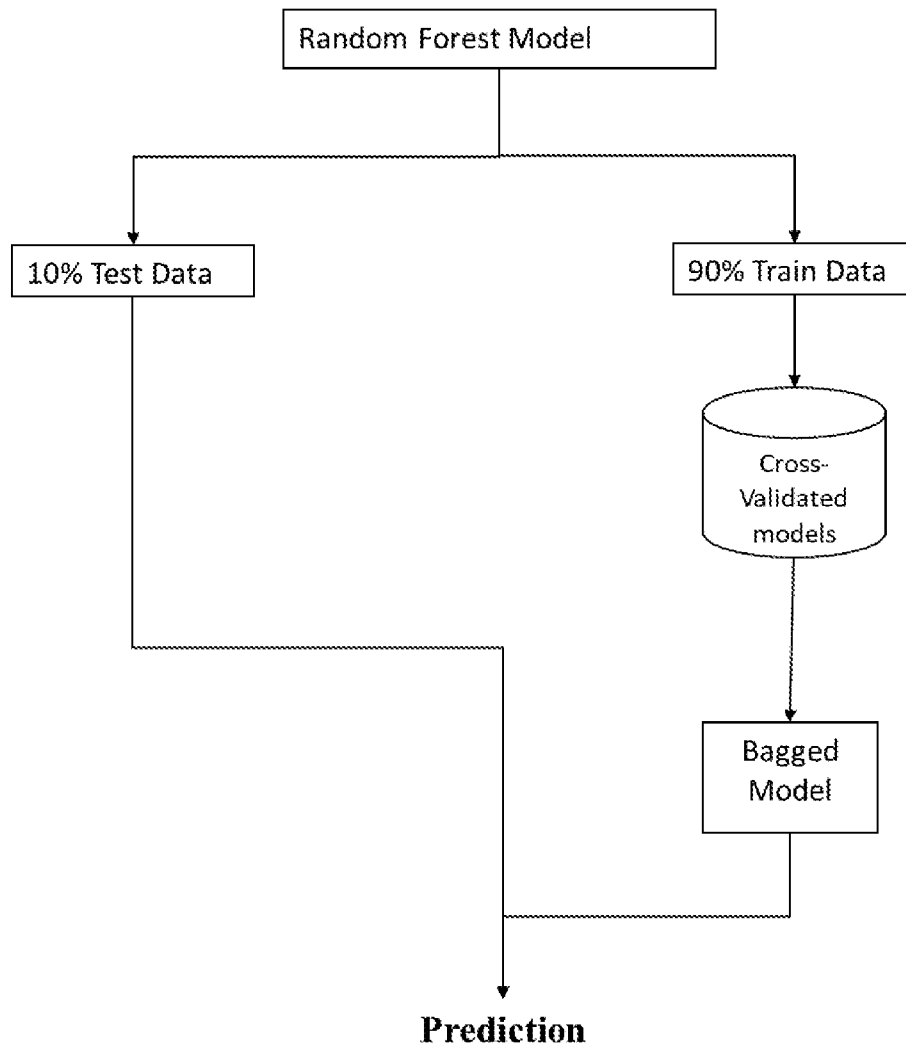 Random Forest Model
10% Test Data
90% Train Data
Cross-
Validated
models
Bagged
Model
Prediction